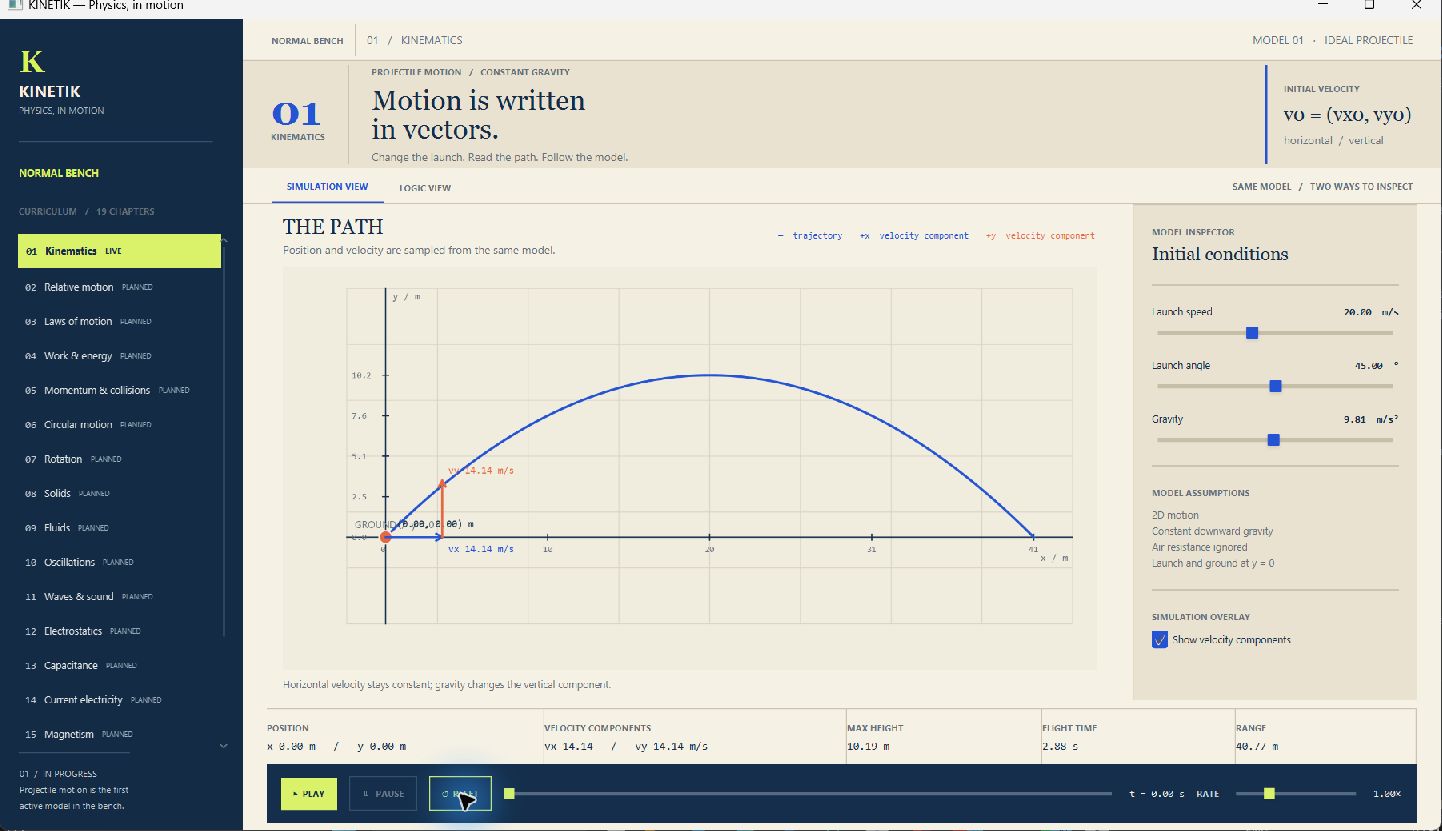 KINETIK — Physics, in motion
K
KINETIK
PHYSICS, IN MOTION
NORMAL BENCH
CURRICULUM / 19 CHAPTERS
01 Kinematics LIVE
02 Relative motion PLANNED
03 Laws of motion PLANNED
04 Work & energy PLANNED
05 Momentum & collisions PLANNED
06 Circular motion PLANNED
07 Rotation PLANNED
08 Solids PLANNED
09 Fluids PLANNED
10 Oscillations PLANNED
11 Waves & sound PLANNED
12 Electrostatics PLANNED
13 Capacitance PLANNED
14 Current electricity PLANNED
15 Magnetism PLANNED
01 / IN PROGRESS
Projectile motion is the first
active model in the bench.
NORMAL BENCH 01 / KINEMATICS
MODEL 01 · IDEAL PROJECTILE
01
KINEMATICS
PROJECTILE MOTION / CONSTANT GRAVITY
Motion is written
in vectors.
Change the launch. Read the path. Follow the model.
INITIAL VELOCITY
v0 = (vx0, vy0)
horizontal / vertical
SIMULATION VIEW LOGIC VIEW
SAME MODEL / TWO WAYS TO INSPECT
THE PATH
Position and velocity are sampled from the same model.
— trajectory +x velocity component +y velocity component
y / m
10.2
7.6
5.1
2.5
0.0
vy 14.14 m/s
GROUND
(0.00, 0.00) m
vx 14.14 m/s
0 10 20 31 41
x / m
Horizontal velocity stays constant; gravity changes the vertical component.
MODEL INSPECTOR
Initial conditions
Launch speed 20.00 m/s
Launch angle 45.00 °
Gravity 9.81 m/s²
MODEL ASSUMPTIONS
2D motion
Constant downward gravity
Air resistance ignored
Launch and ground at y = 0
SIMULATION OVERLAY
Show velocity components
POSITION
x 0.00 m / y 0.00 m
VELOCITY COMPONENTS
vx 14.14 / vy 14.14 m/s
MAX HEIGHT
10.19 m
FLIGHT TIME
2.88 s
RANGE
40.77 m
PLAY PAUSE t = 0.00 s RATE 1.00×